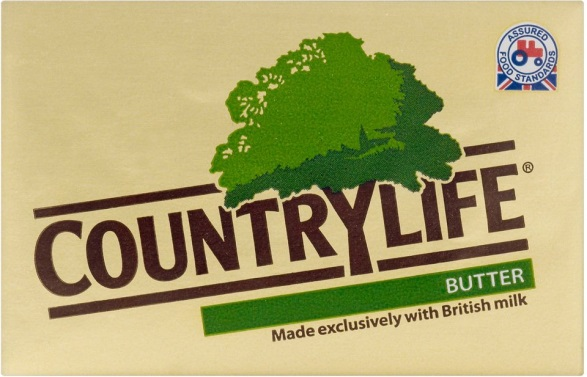 ASSURED
FOOD STANDARDS
COUNTRYLIFE®
BUTTER
Made exclusively with British milk